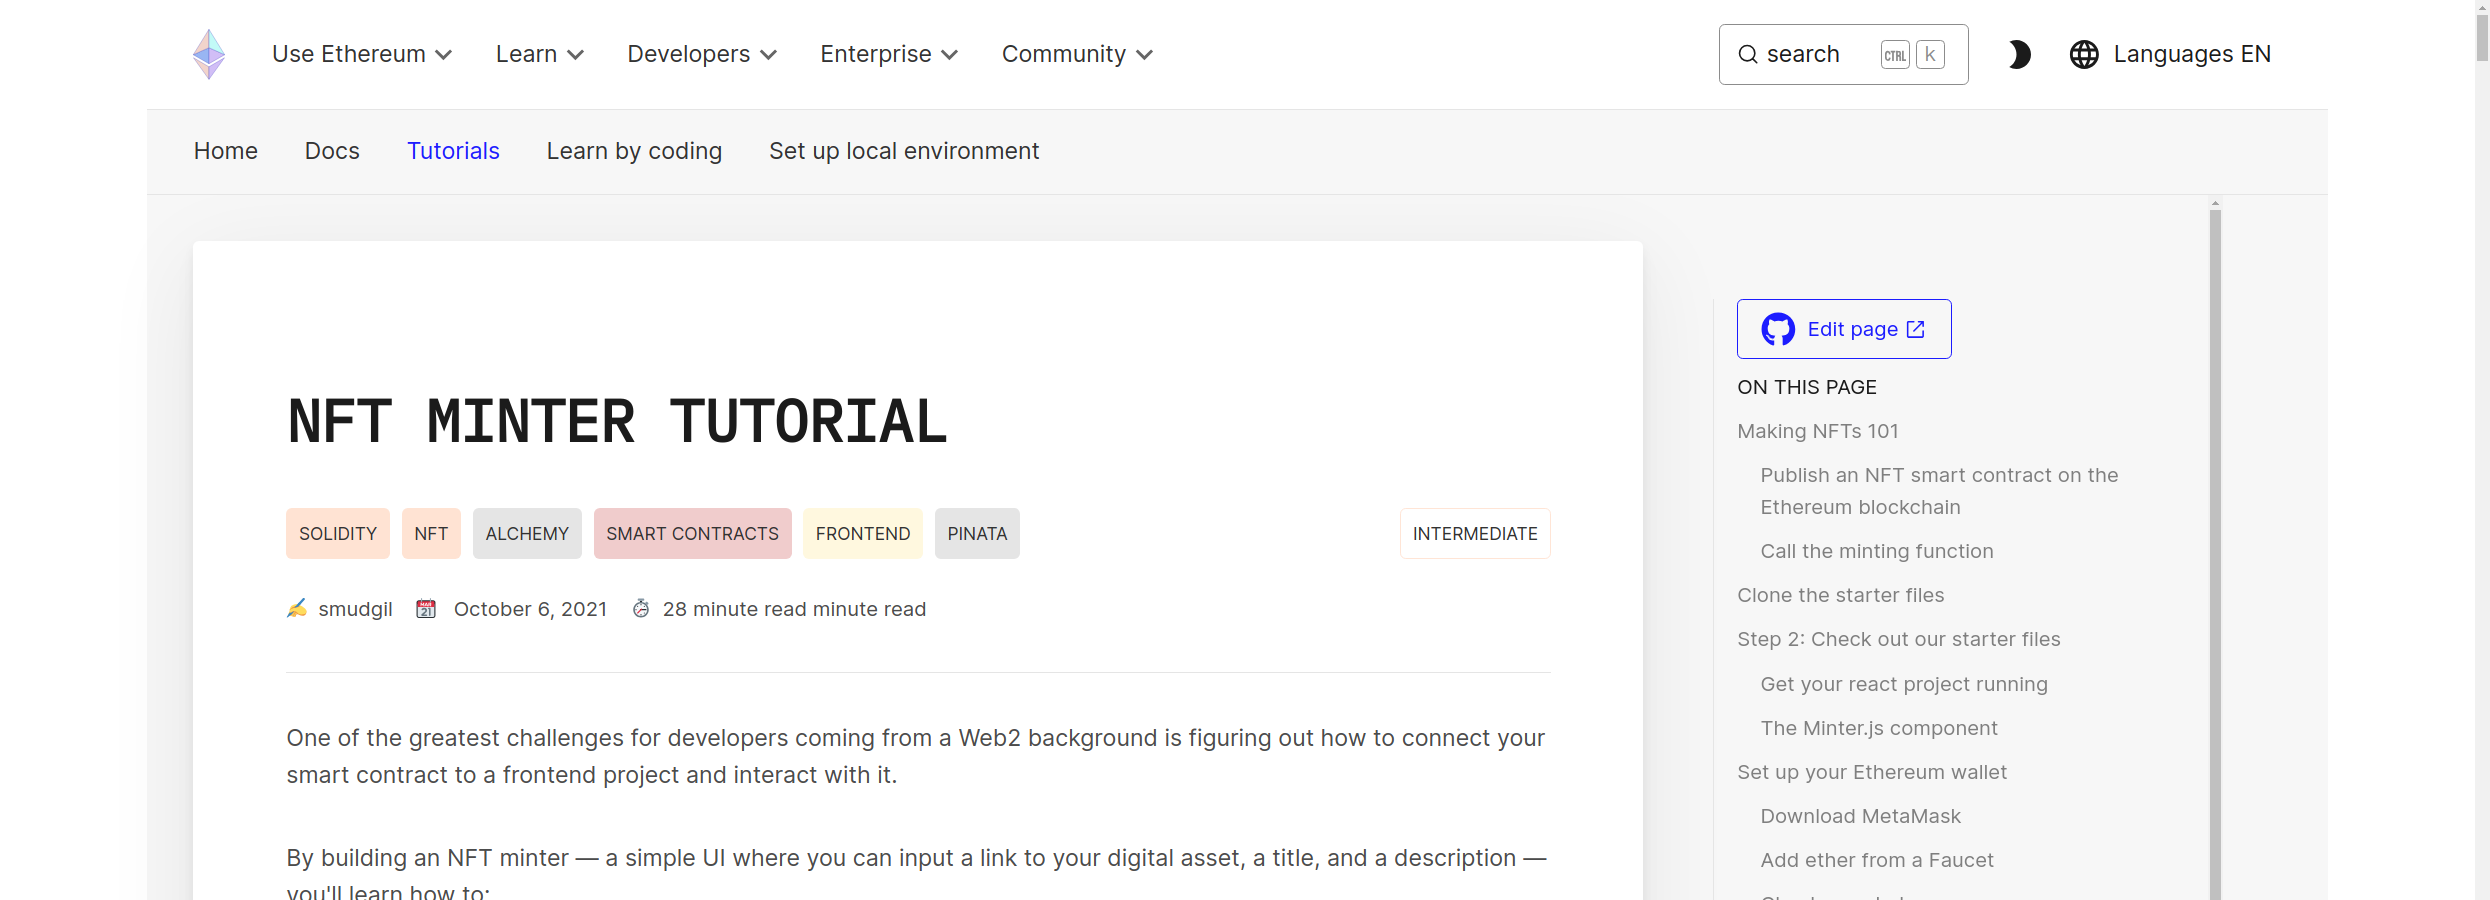 Use Ethereum
Learn
Developers
Enterprise
Community
search
CTRL k
Languages EN
Home
Docs
Tutorials
Learn by coding
Set up local environment
NFT MINTER TUTORIAL
SOLIDITY
NFT
ALCHEMY
SMART CONTRACTS
FRONTEND
PINATA
INTERMEDIATE
smudgil
October 6, 2021
28 minute read minute read
One of the greatest challenges for developers coming from a Web2 background is figuring out how to connect your
smart contract to a frontend project and interact with it.
By building an NFT minter — a simple UI where you can input a link to your digital asset, a title, and a description —
you'll learn how to:
Edit page
ON THIS PAGE
Making NFTs 101
Publish an NFT smart contract on the
Ethereum blockchain
Call the minting function
Clone the starter files
Step 2: Check out our starter files
Get your react project running
The Minter.js component
Set up your Ethereum wallet
Download MetaMask
Add ether from a Faucet